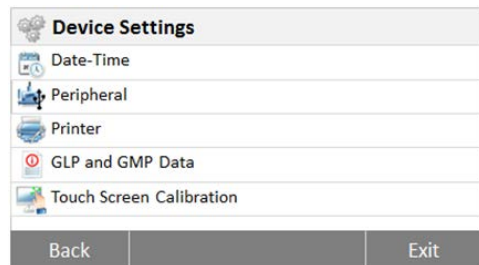 Device Settings
Date-Time
Peripheral
Printer
GLP and GMP Data
Touch Screen Calibration
Back
Exit